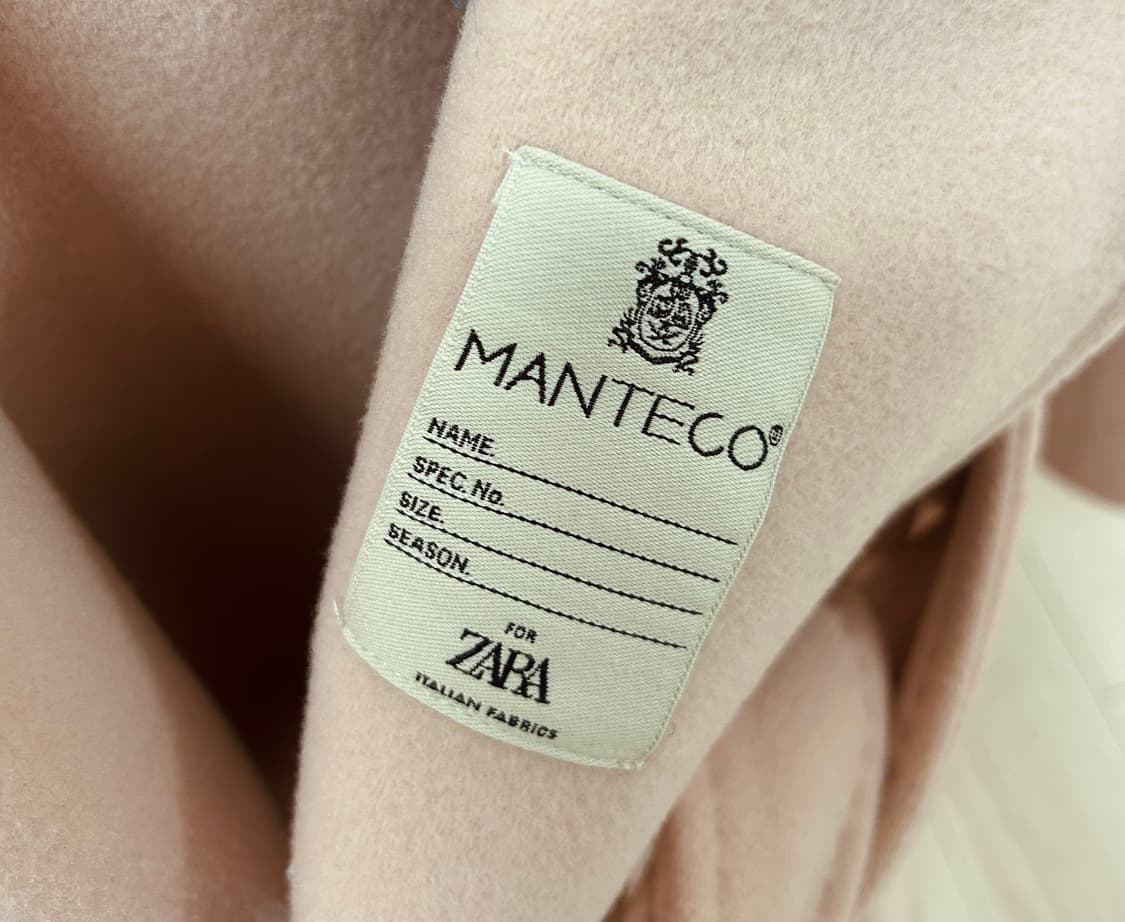 MANTECO®
NAME.
SPEC. No.
SIZE.
SEASON.
FOR
ZARA
ITALIAN FABRICS